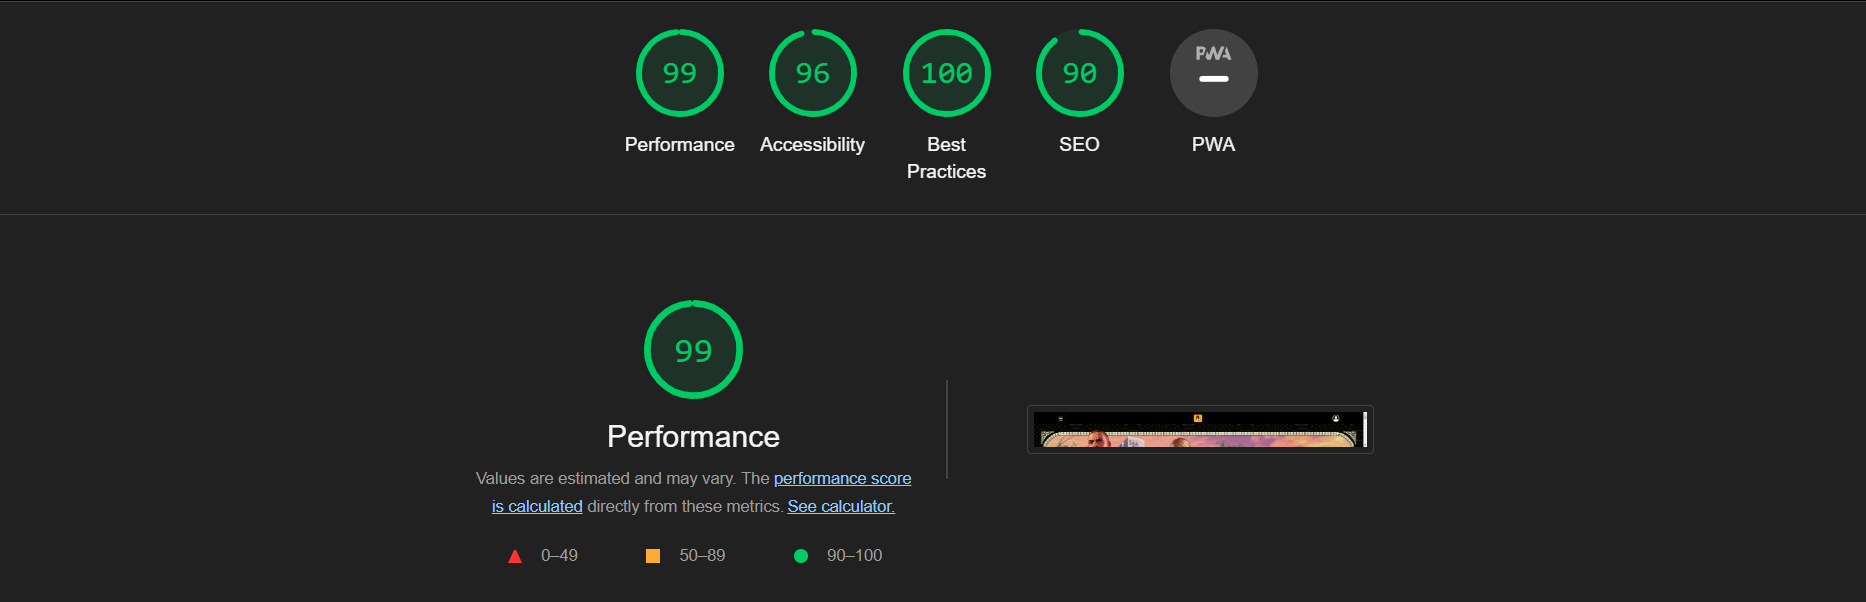 99
96
100
90
PWA
Performance
Accessibility
Best
Practices
SEO
PWA
99
Performance
Values are estimated and may vary. The performance score
is calculated directly from these metrics. See calculator.
0–49
50–89
90–100